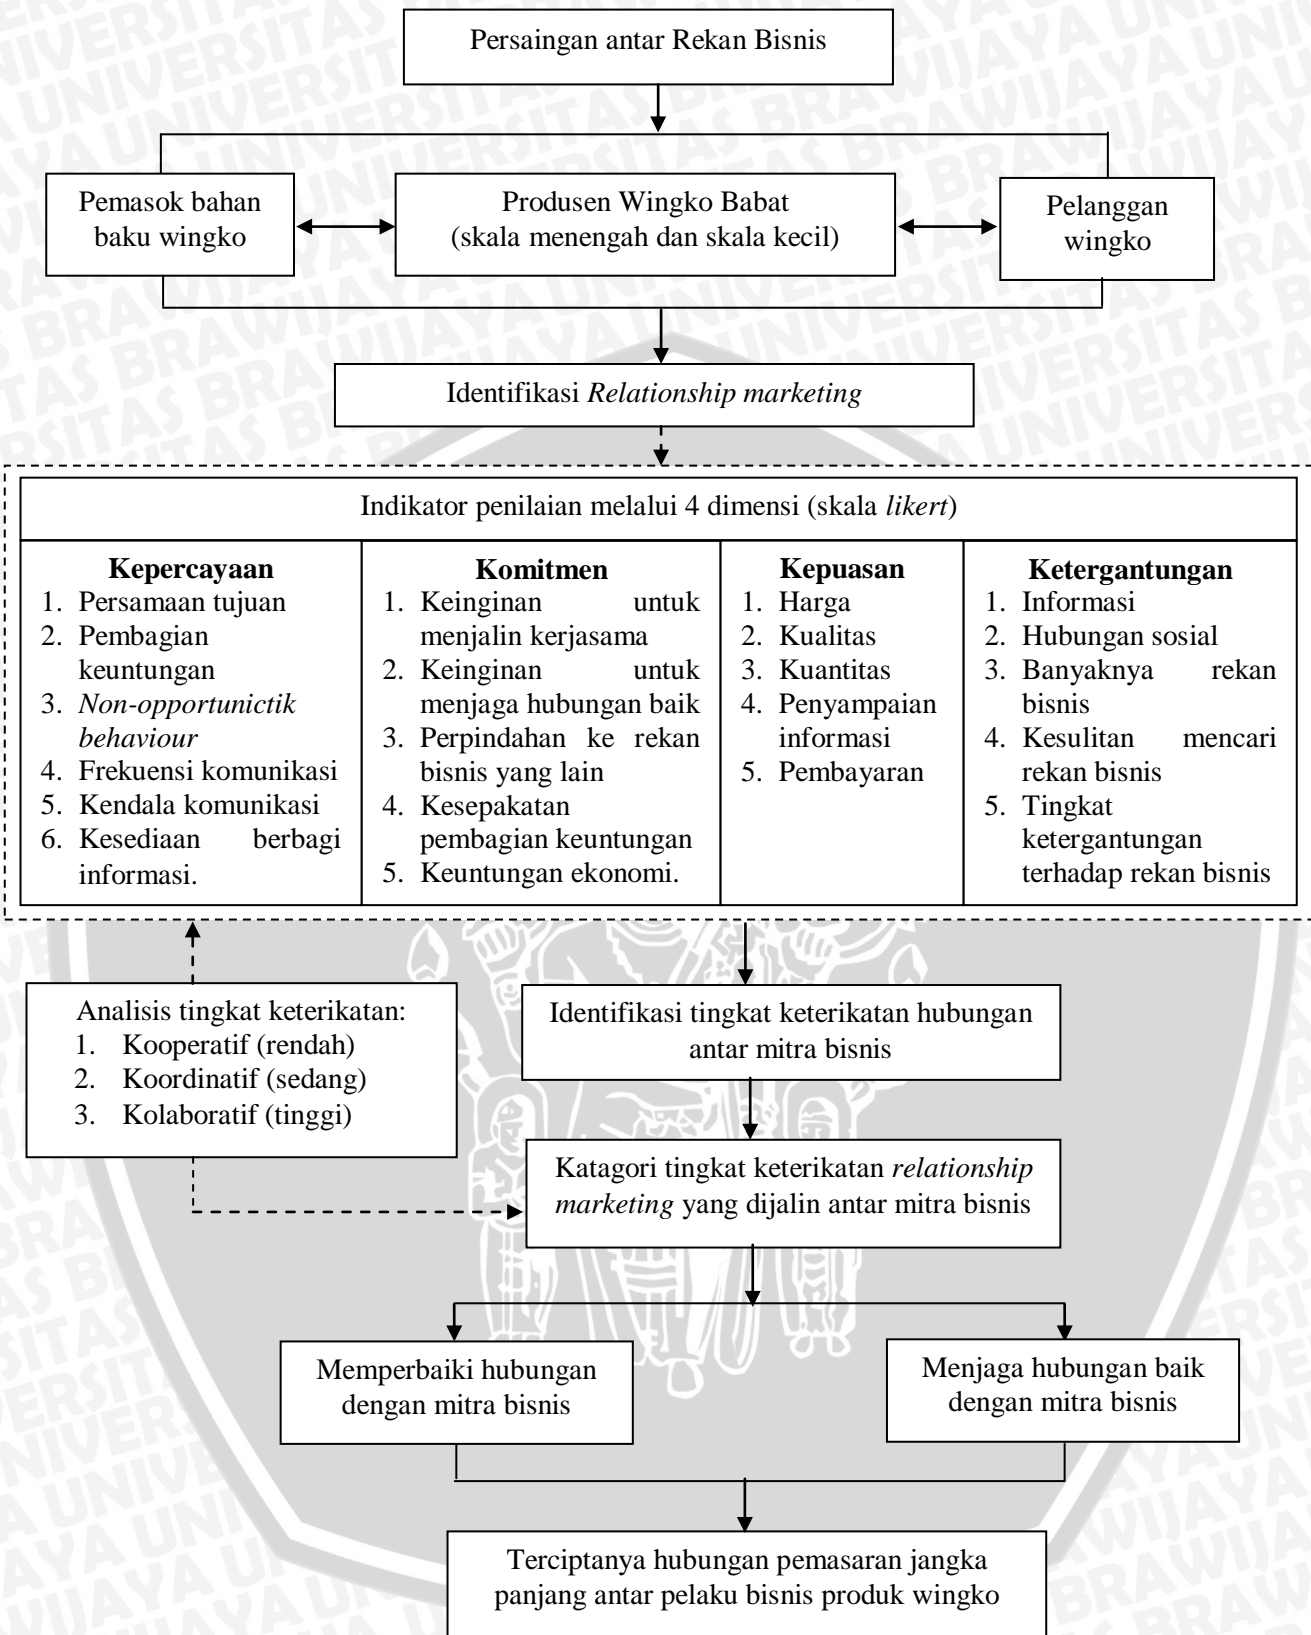 Persaingan antar Rekan Bisnis
Pemasok bahan
baku wingko
Produsen Wingko Babat
(skala menengah dan skala kecil)
Pelanggan
wingko
Identifikasi Relationship marketing
Indikator penilaian melalui 4 dimensi (skala likert)
Kepercayaan
1. Persamaan tujuan
2. Pembagian
keuntungan
3. Non-opportunictik
behaviour
4. Frekuensi komunikasi
5. Kendala komunikasi
6. Kesediaan berbagi
informasi.
Komitmen
1. Keinginan untuk
menjalin kerjasama
2. Keinginan untuk
menjaga hubungan baik
3. Perpindahan ke rekan
bisnis yang lain
4. Kesepakatan
pembagian keuntungan
5. Keuntungan ekonomi.
Kepuasan
1. Harga
2. Kualitas
3. Kuantitas
4. Penyampaian
informasi
5. Pembayaran
Ketergantungan
1. Informasi
2. Hubungan sosial
3. Banyaknya rekan
bisnis
4. Kesulitan mencari
rekan bisnis
5. Tingkat
ketergantungan
terhadap rekan bisnis
Analisis tingkat keterikatan:
1. Kooperatif (rendah)
2. Koordinatif (sedang)
3. Kolaboratif (tinggi)
Identifikasi tingkat keterikatan hubungan
antar mitra bisnis
Katagori tingkat keterikatan relationship
marketing yang dijalin antar mitra bisnis
Memperbaiki hubungan
dengan mitra bisnis
Menjaga hubungan baik
dengan mitra bisnis
Terciptanya hubungan pemasaran jangka
panjang antar pelaku bisnis produk wingko